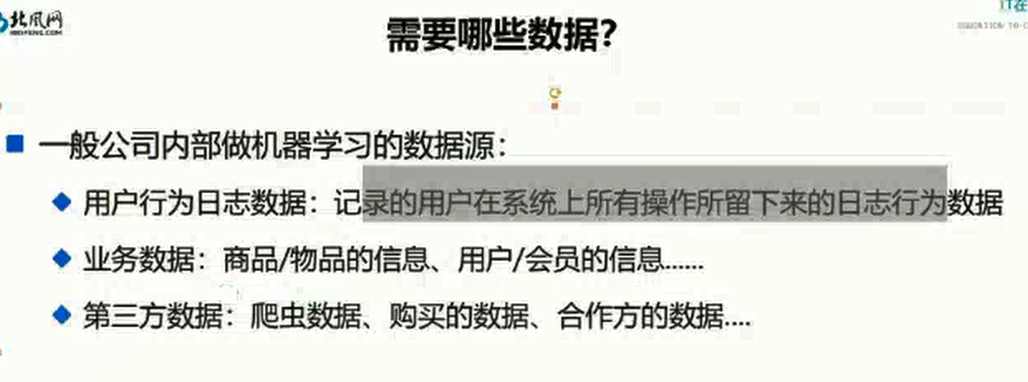 北风网
IBEIFENG.COM
IT在
需要哪些数据？
一般公司内部做机器学习的数据源：
用户行为日志数据：记录的用户在系统上所有操作所留下来的日志行为数据
业务数据：商品/物品的信息、用户/会员的信息......
第三方数据：爬虫数据、购买的数据、合作方的数据....